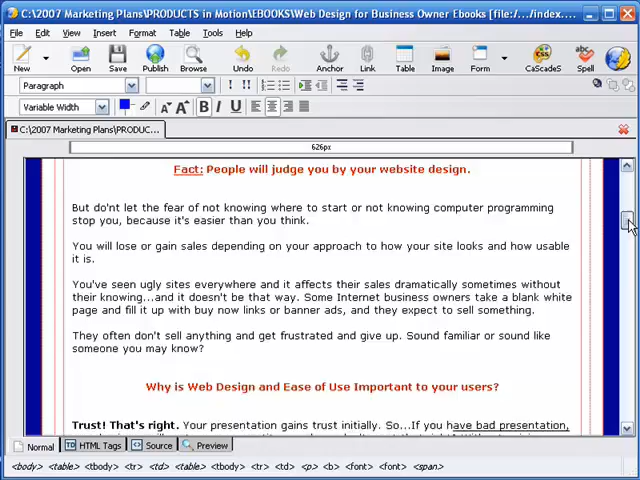 C:\2007 Marketing Plans\PRODUCTS in Motion\EBOOKS\Web Design for Business Owner Ebooks [file:/.../index....
File Edit View Insert Format Table Tools Help
New Open Save Publish Browse Undo Redo Anchor Link Table Image Form CaScadeS Spell
Paragraph
Variable Width A A B I U
C:\2007 Marketing Plans\PRODUC...
626px
Fact: People will judge you by your website design.
But do'nt let the fear of not knowing where to start or not knowing computer programming
stop you, because it's easier than you think.
You will lose or gain sales depending on your approach to how your site looks and how usable
it is.
You've seen ugly sites everywhere and it affects their sales dramatically sometimes without
their knowing...and it doesn't be that way. Some Internet business owners take a blank white
page and fill it up with buy now links or banner ads, and they expect to sell something.
They often don't sell anything and get frustrated and give up. Sound familiar or sound like
someone you may know?
Why is Web Design and Ease of Use Important to your users?
Trust! That's right. Your presentation gains trust initially. So...If you have bad presentation,
Normal HTML Tags Source Preview
<body> <table> <tbody> <tr> <td> <table> <tbody> <tr> <td> <p> <b> <font> <font> <span>